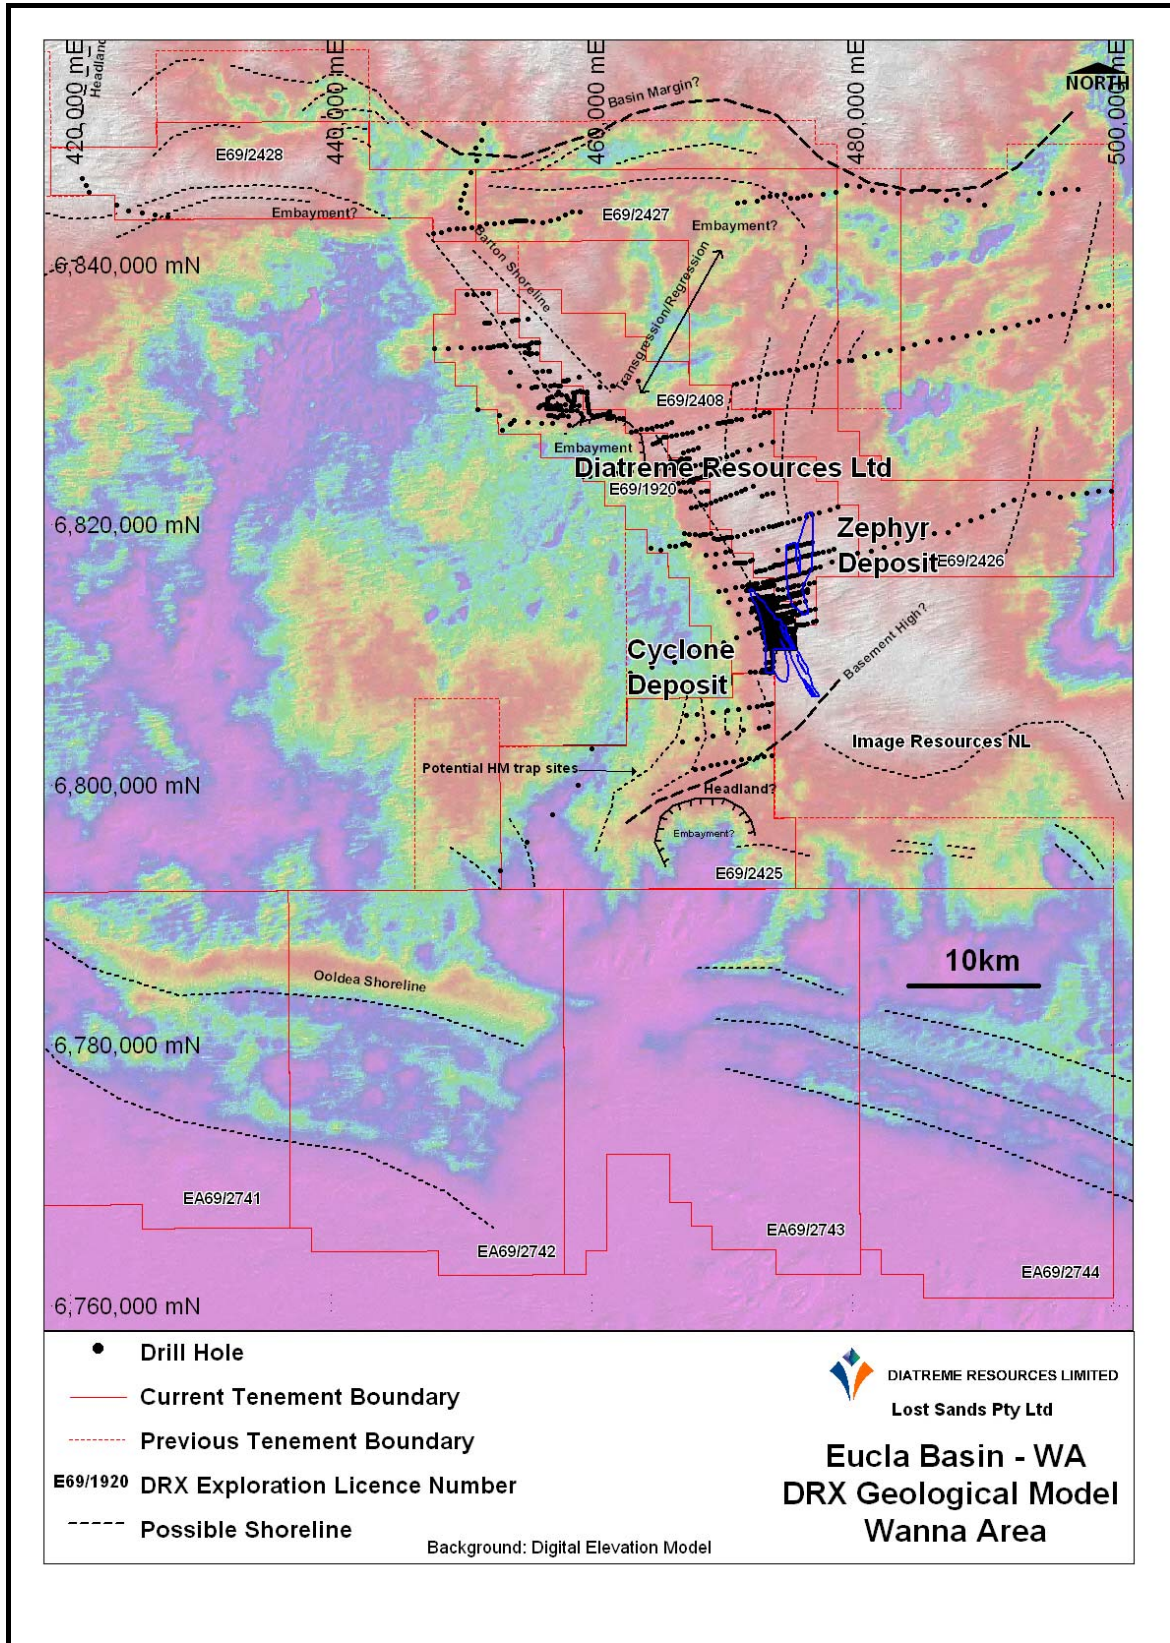 420,000 mE
Headland
440,000 mE
460,000 mE
480,000 mE
500,000 mE
NORTH
Basin Margin?
E69/2428
Embayment?
E69/2427
Embayment?
Barton Shoreline
6,840,000 mN
Transgression/Regression
E69/2408
Embayment
Diatreme Resources Ltd
E69/1920
6,820,000 mN
Zephyr
Deposit
E69/2426
Cyclone
Deposit
Basement High?
Image Resources NL
Potential HM trap sites
6,800,000 mN
Headland?
Embayment?
E69/2425
10km
Ooldea Shoreline
6,780,000 mN
EA69/2741
EA69/2742
EA69/2743
EA69/2744
6,760,000 mN
Drill Hole
Current Tenement Boundary
Previous Tenement Boundary
E69/1920 DRX Exploration Licence Number
Possible Shoreline
Background: Digital Elevation Model
DIATREME RESOURCES LIMITED
Lost Sands Pty Ltd
Eucla Basin - WA
DRX Geological Model
Wanna Area